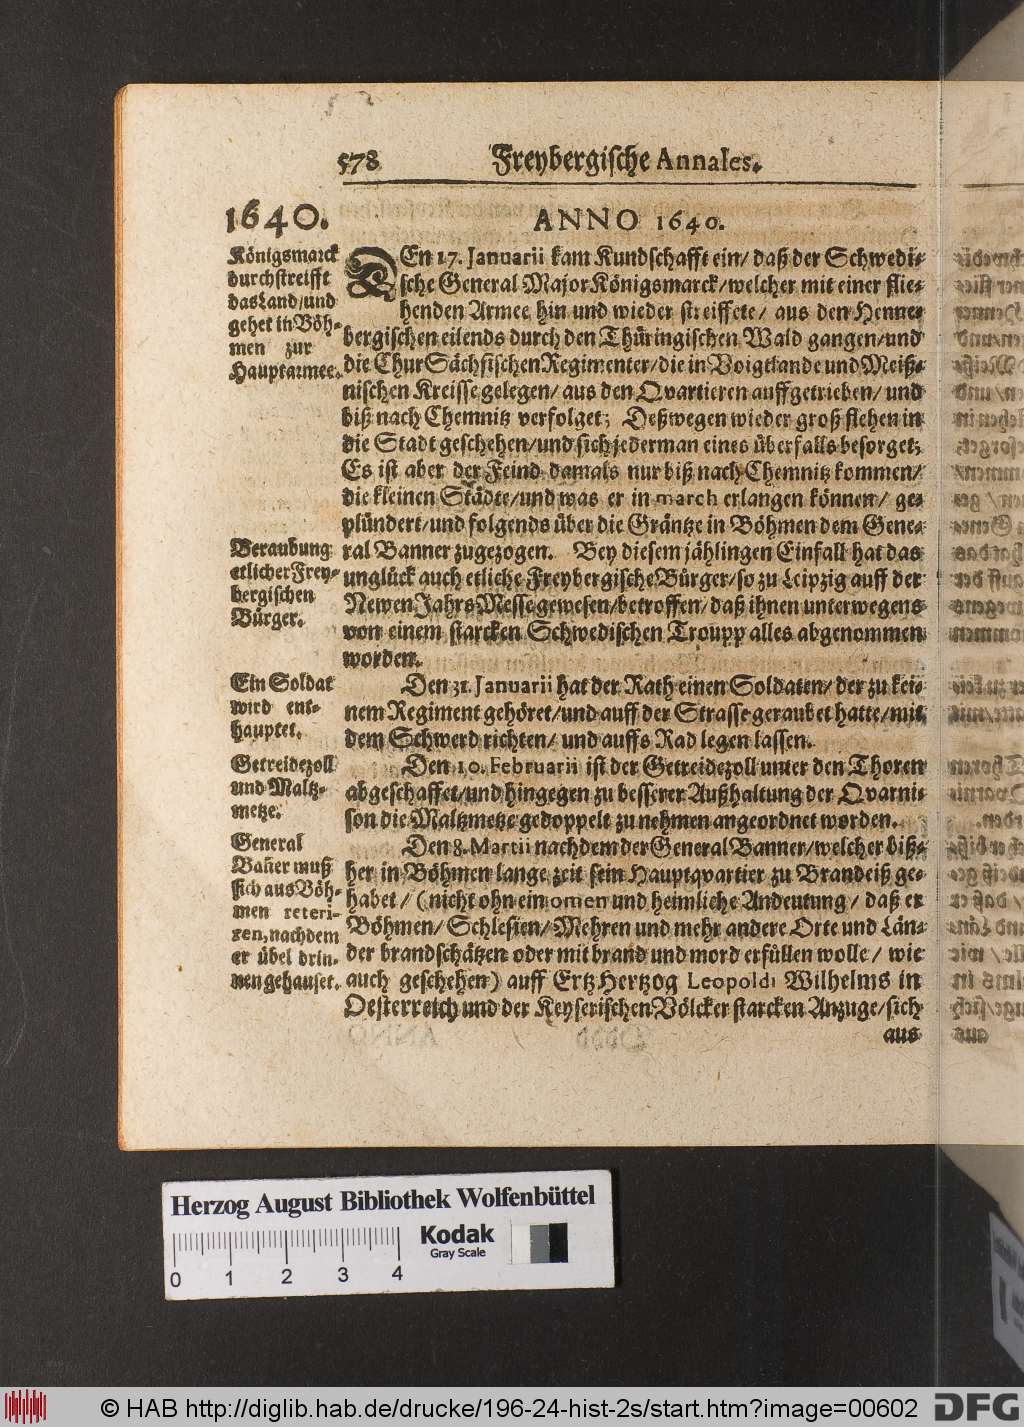 578 Freybergische Annales.
1640.
ANNO 1640.
Königsmarck
durchstreifft
das Land/und
gehet in Böh-
men zur
Hauptarmee.
DEn 17. Januarii kam Kundschafft ein/ daß der Schwedi-
sche General Major Königsmarck/welcher mit einer flie-
henden Armee hin und wieder streiffete/ aus den Henne-
bergischen eilends durch den Thüringischen Wald gangen/und
die ChurSächsischen Regimenter/die in Voigtlande und Meiß-
nischen Kreisse gelegen/ aus den Qvartieren auffgetrieben/ und
biß nach Chemnitz verfolget; Deßwegen wieder groß flehen in
die Stadt geschehen/und sich jederman eines überfalls besorget;
Es ist aber der Feind damals nur biß nach Chemnitz kommen/
die kleinen Städte/und was er in march erlangen können/ ge-
plündert/und folgends über die Gräntze in Böhmen dem Gene-
Beraubung
etlicher Frey-
bergischen
Bürger.
ral Banner zugezogen. Bey diesem jählingen Einfall hat das
unglück auch etliche Freybergische Bürger/so zu Leipzig auff der
Newen Jahrs Messe gewesen/betroffen/daß ihnen unterwegens
von einem starcken Schwedischen Troupp alles abgenommen
worden.
Ein Soldat
wird ent-
hauptet.
Den 31. Januarii hat der Rath einen Soldaten/ der zu kei-
nem Regiment gehöret/und auff der Strasse geraubet hatte/mit
dem Schwerd richten/ und auffs Rad legen lassen.
Getreidezoll
und Maltz-
metze.
Den 10. Februarii ist der Getreidezoll unter den Thoren
abgeschaffet/und hingegen zu besserer Außhaltung der Qvarni-
son die Maltzmetze gedoppelt zu nehmen angeordnet worden.
General
Bañer muß
sich aus Böh-
men reteri-
ren, nachdem
er übel drin-
nen gehauset.
Den 8. Martii nachdem der General Banner/welcher biß-
her in Böhmen lange zeit sein Hauptqvartier zu Brandeiß ge-
habet/ (nicht ohn ein omen und heimliche Andeutung/ daß er
Böhmen/ Schlesien/ Mehren und mehr andere Orte und Län-
der brandschätzen oder mit brand und mord erfüllen wolle/ wie
auch geschehen) auff ErtzHertzog Leopoldi Wilhelms in
Oesterreich und der Keyserischen Völcker starcken Anzuge/sich
aus
Herzog August Bibliothek Wolfenbüttel
Kodak
Gray Scale
0 1 2 3 4
© HAB http://diglib.hab.de/drucke/196-24-hist-2s/start.htm?image=00602
DFG